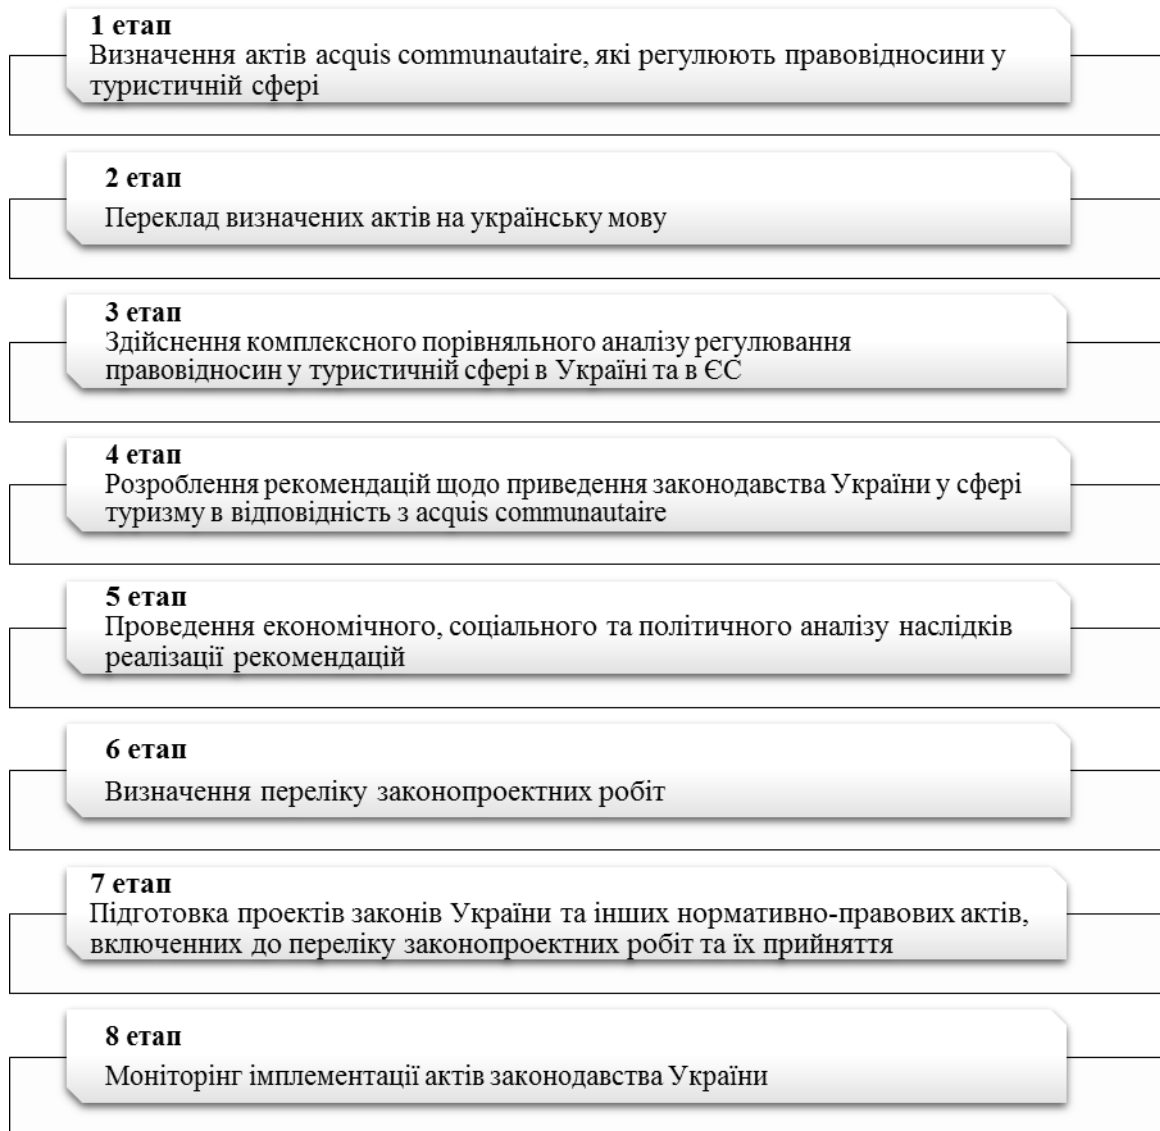 1 етап
Визначення актів acquis communautaire, які регулюють правовідносини у
туристичній сфері
2 етап
Переклад визначених актів на українську мову
3 етап
Здійснення комплексного порівняльного аналізу регулювання
правовідносин у туристичній сфері в Україні та в ЄС
4 етап
Розроблення рекомендацій щодо приведення законодавства України у сфері
туризму в відповідність з acquis communautaire
5 етап
Проведення економічного, соціального та політичного аналізу наслідків
реалізації рекомендацій
6 етап
Визначення переліку законопроектних робіт
7 етап
Підготовка проектів законів України та інших нормативно-правових актів,
включенних до переліку законопроектних робіт та їх прийняття
8 етап
Моніторінг імплементації актів законодавства України